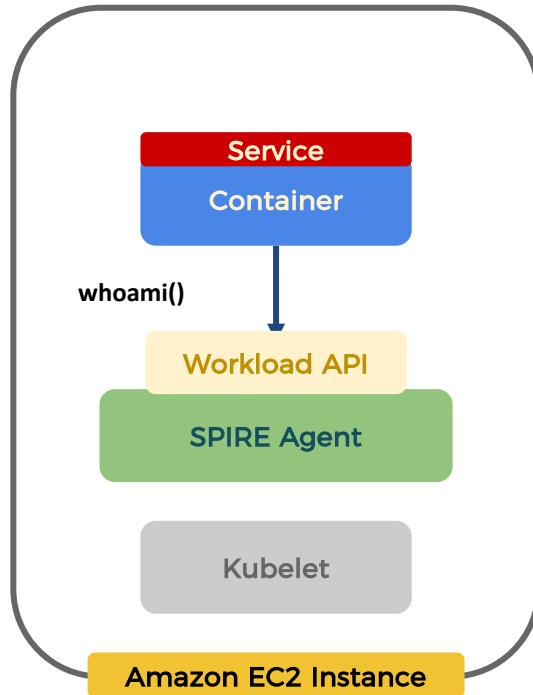 Service
Container
whoami()
Workload API
SPIRE Agent
Kubelet
Amazon EC2 Instance